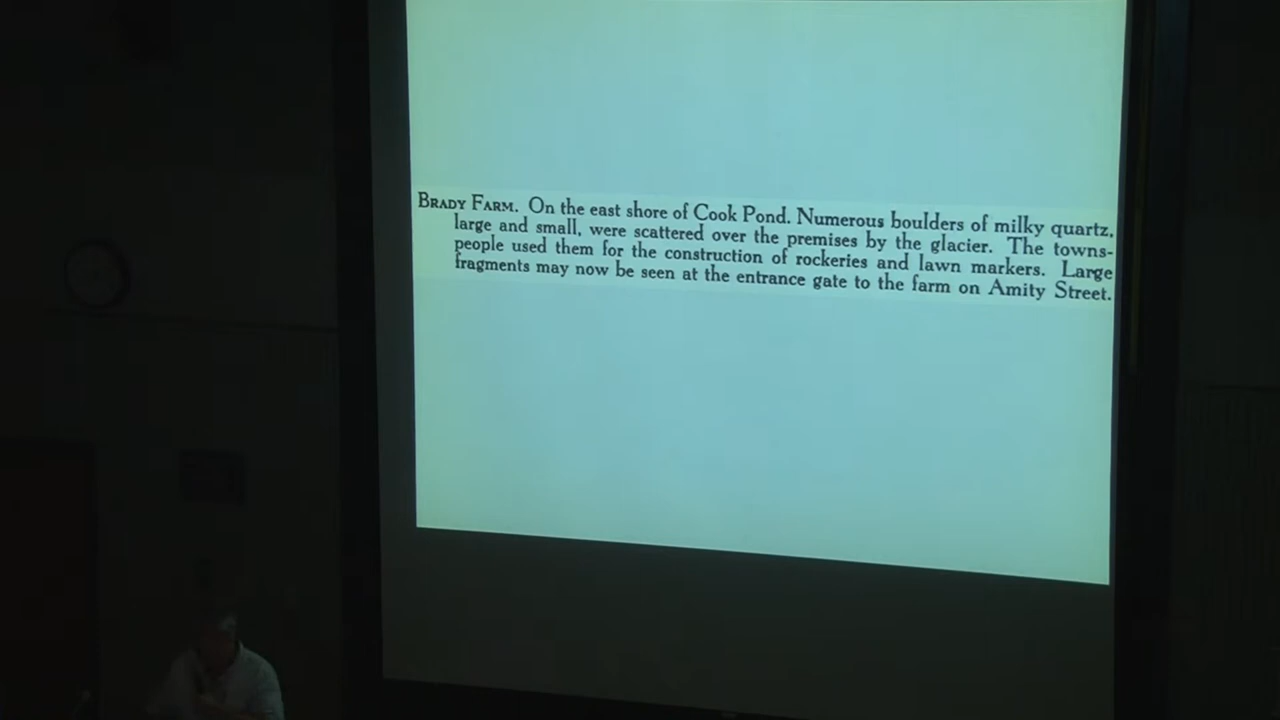 BRADY FARM. On the east shore of Cook Pond. Numerous boulders of milky quartz,
large and small, were scattered over the premises by the glacier. The towns-
people used them for the construction of rockeries and lawn markers. Large
fragments may now be seen at the entrance gate to the farm on Amity Street.